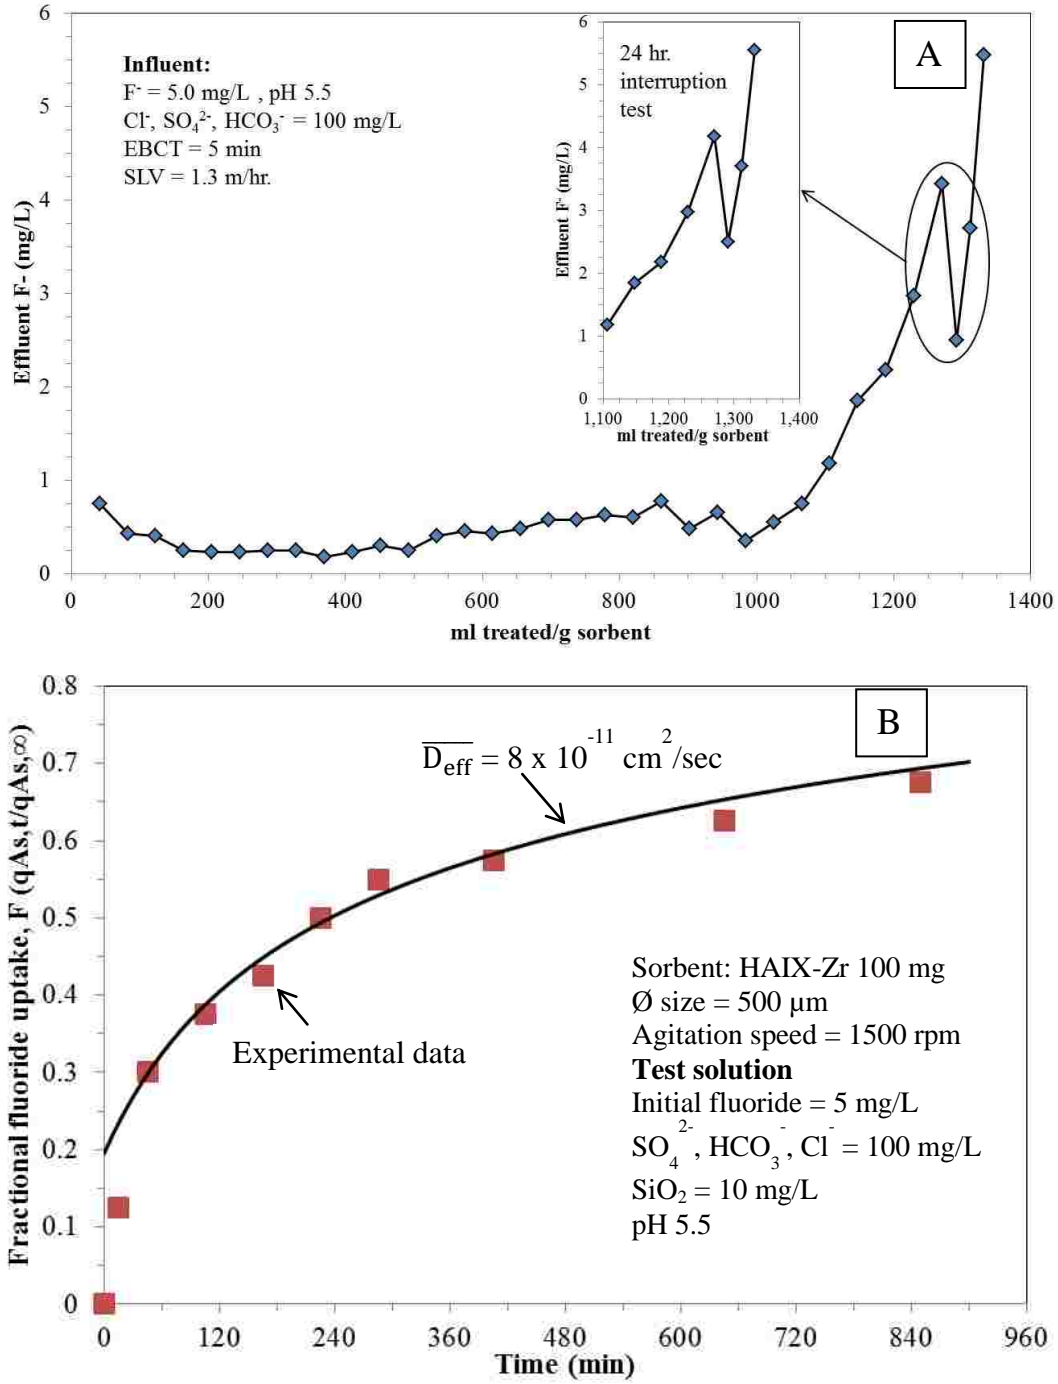 A
Influent:
F⁻ = 5.0 mg/L , pH 5.5
Cl⁻, SO₄²⁻, HCO₃⁻ = 100 mg/L
EBCT = 5 min
SLV = 1.3 m/hr.
Effluent F- (mg/L)
6
5
4
3
2
1
0
0 200 400 600 800 1000 1200 1400
ml treated/g sorbent
24 hr.
interruption
test
Effluent F⁻ (mg/L)
6
5
4
3
2
1
0
1,100 1,200 1,300 1,400
ml treated/g sorbent
B
D̅e̅f̅f̅ = 8 x 10⁻¹¹ cm²/sec
Experimental data
Sorbent: HAIX-Zr 100 mg
Ø size = 500 µm
Agitation speed = 1500 rpm
Test solution
Initial fluoride = 5 mg/L
SO₄²⁻, HCO₃⁻, Cl⁻ = 100 mg/L
SiO₂ = 10 mg/L
pH 5.5
Fractional fluoride uptake, F (qAs,t/qAs,∞)
0.8
0.7
0.6
0.5
0.4
0.3
0.2
0.1
0
0 120 240 360 480 600 720 840 960
Time (min)